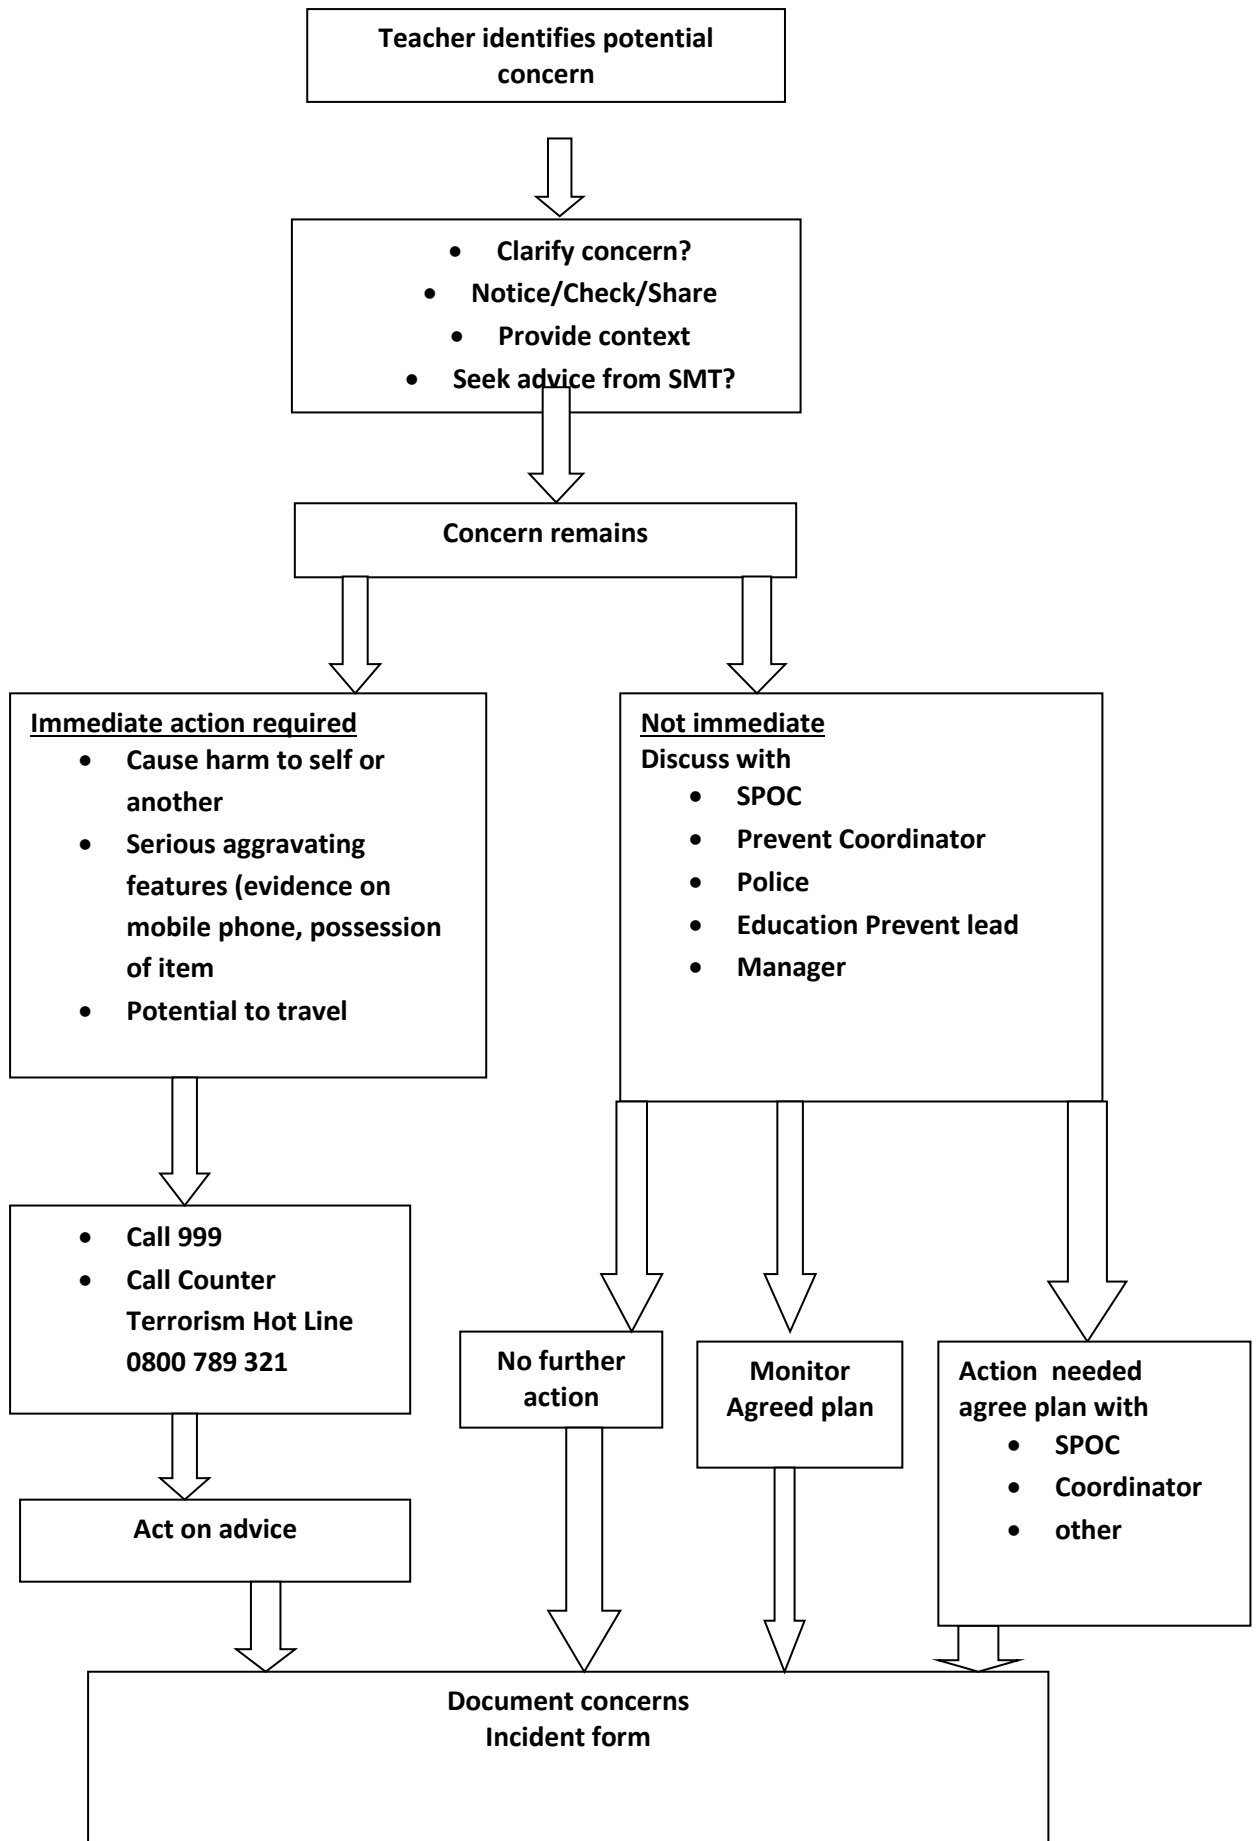 Teacher identifies potential
concern
• Clarify concern?
• Notice/Check/Share
• Provide context
• Seek advice from SMT?
Concern remains
Immediate action required
• Cause harm to self or
another
• Serious aggravating
features (evidence on
mobile phone, possession
of item
• Potential to travel
Not immediate
Discuss with
• SPOC
• Prevent Coordinator
• Police
• Education Prevent lead
• Manager
• Call 999
• Call Counter
Terrorism Hot Line
0800 789 321
No further
action
Monitor
Agreed plan
Action needed
agree plan with
• SPOC
• Coordinator
• other
Act on advice
Document concerns
Incident form